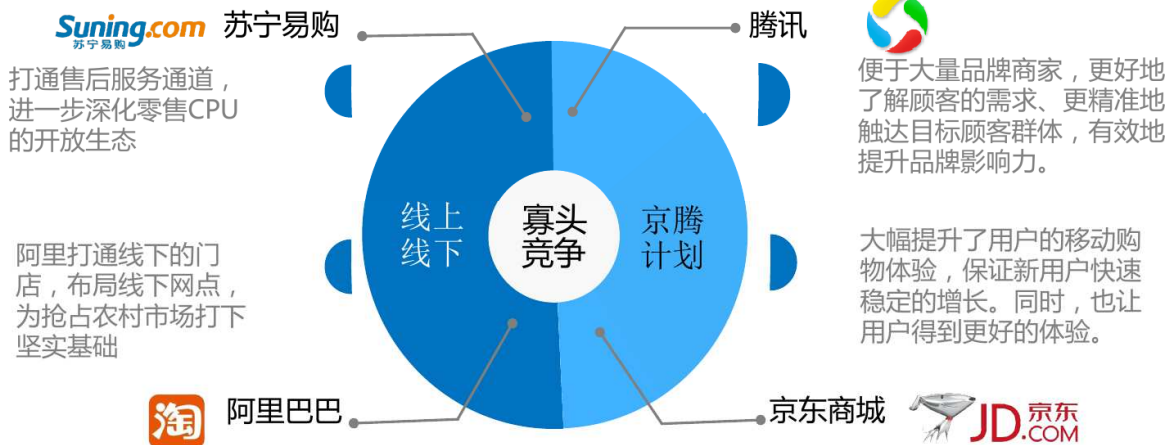 Suning.com
苏宁易购
苏宁易购
打通售后服务通道，
进一步深化零售CPU
的开放生态
腾讯
便于大量品牌商家，更好地
了解顾客的需求、更精准地
触达目标顾客群体，有效地
提升品牌影响力。
线上
线下
寡头
竞争
京腾
计划
阿里打通线下的门
店，布局线下网点，
为抢占农村市场打下
坚实基础
大幅提升了用户的移动购
物体验，保证新用户快速
稳定的增长。同时，也让
用户得到更好的体验。
淘
阿里巴巴
京东商城
JD.京东
.COM